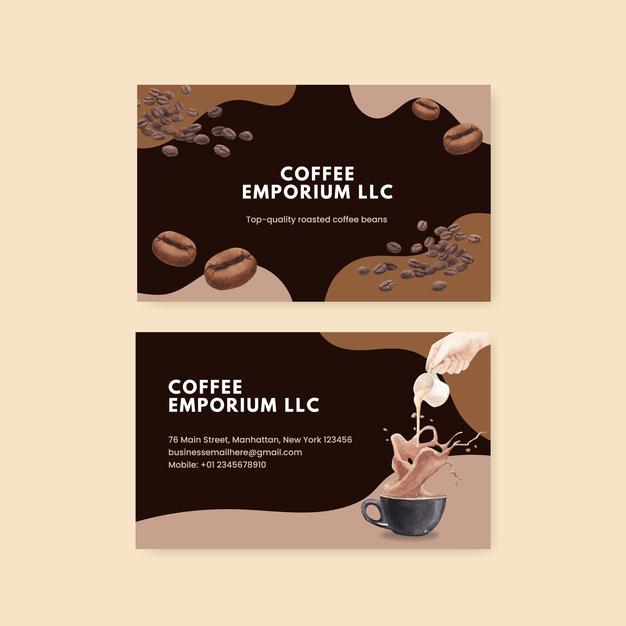 COFFEE
EMPORIUM LLC
Top-quality roasted coffee beans
COFFEE
EMPORIUM LLC
76 Main Street, Manhattan, New York 123456
businessemailhere@gmail.com
Mobile: +01 2345678910